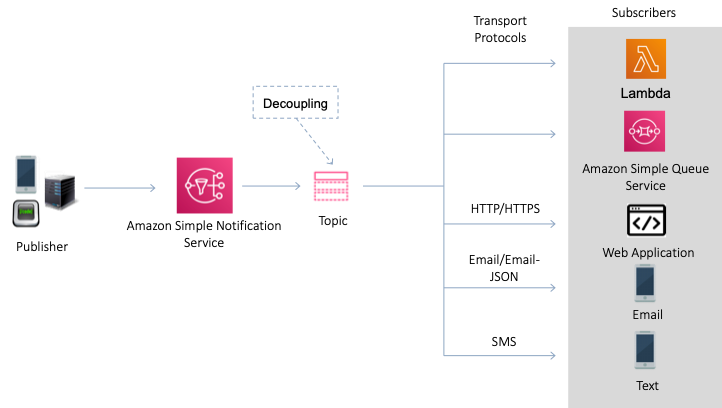 Subscribers
Transport
Protocols
Lambda
Decoupling
Amazon Simple Queue
Service
HTTP/HTTPS
Topic
Amazon Simple Notification
Service
Publisher
Web Application
Email/Email-
JSON
Email
SMS
Text